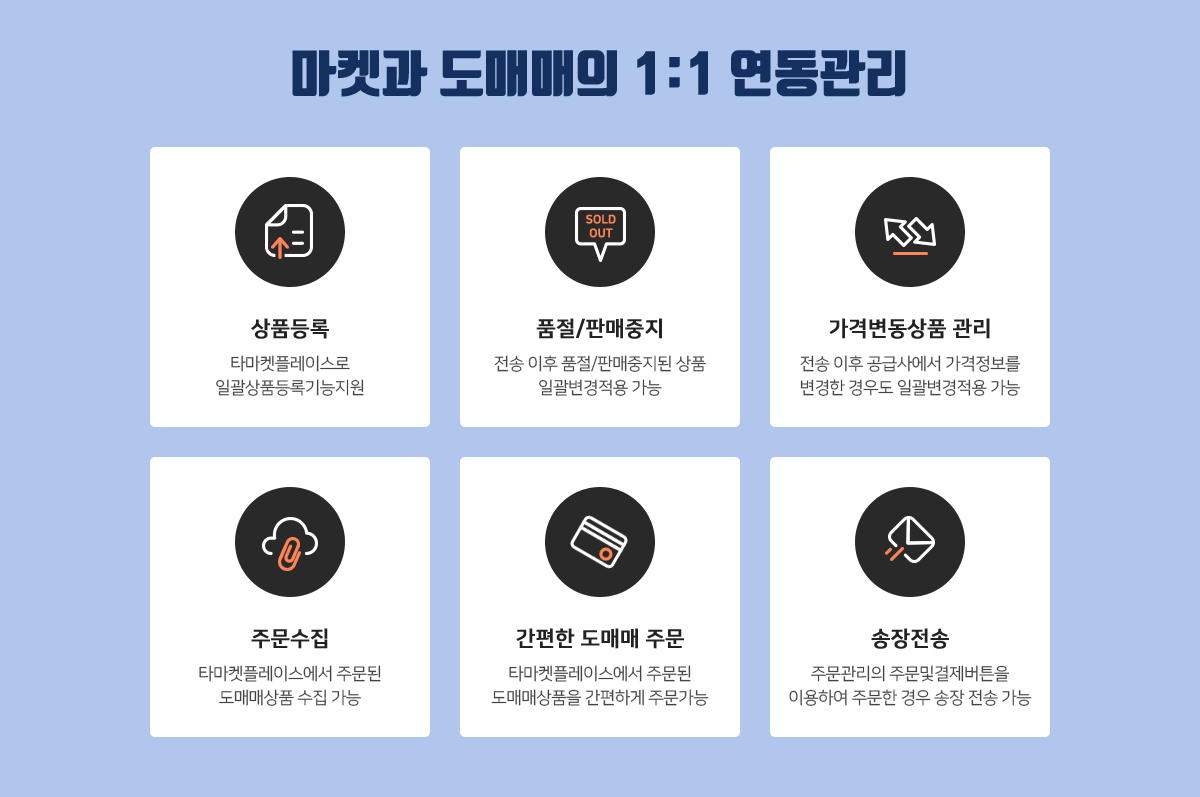 마켓과 도매매의 1:1 연동관리
SOLD
OUT
상품등록
타마켓플레이스로
일괄상품등록기능지원
품절/판매중지
전송 이후 품절/판매중지된 상품
일괄변경적용 가능
가격변동상품 관리
전송 이후 공급사에서 가격정보를
변경한 경우도 일괄변경적용 가능
주문수집
타마켓플레이스에서 주문된
도매매상품 수집 가능
간편한 도매매 주문
타마켓플레이스에서 주문된
도매매상품을 간편하게 주문가능
송장전송
주문관리의 주문및결제버튼을
이용하여 주문한 경우 송장 전송 가능